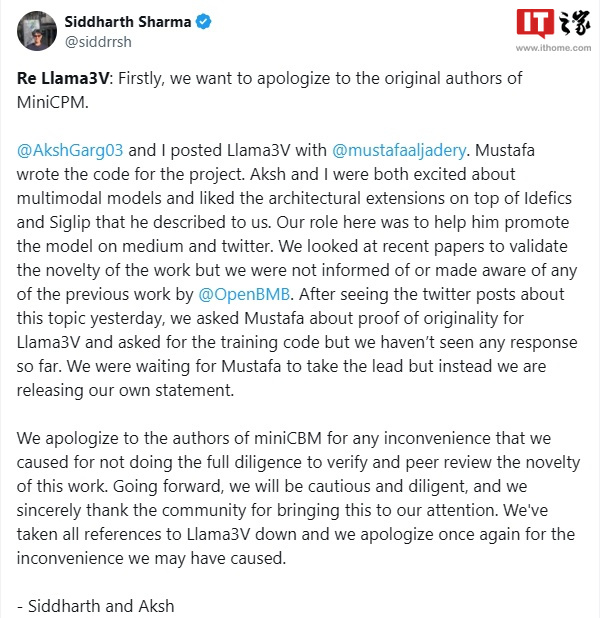 Siddharth Sharma
@siddrrsh
IT之家
www.ithome.com
Re Llama3V: Firstly, we want to apologize to the original authors of
MiniCPM.
@AkshGarg03 and I posted Llama3V with @mustafaaljadery. Mustafa
wrote the code for the project. Aksh and I were both excited about
multimodal models and liked the architectural extensions on top of Idefics
and Siglip that he described to us. Our role here was to help him promote
the model on medium and twitter. We looked at recent papers to validate
the novelty of the work but we were not informed of or made aware of any
of the previous work by @OpenBMB. After seeing the twitter posts about
this topic yesterday, we asked Mustafa about proof of originality for
Llama3V and asked for the training code but we haven’t seen any response
so far. We were waiting for Mustafa to take the lead but instead we are
releasing our own statement.
We apologize to the authors of miniCBM for any inconvenience that we
caused for not doing the full diligence to verify and peer review the novelty
of this work. Going forward, we will be cautious and diligent, and we
sincerely thank the community for bringing this to our attention. We've
taken all references to Llama3V down and we apologize once again for the
inconvenience we may have caused.
- Siddharth and Aksh